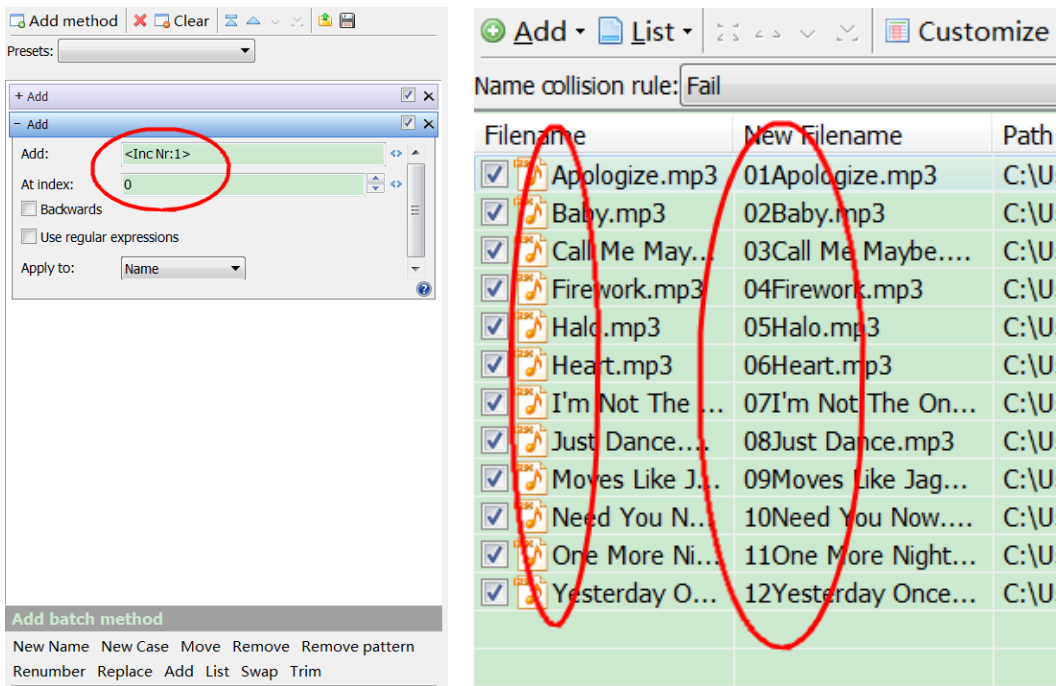 Add method Clear
Presets:
+ Add
- Add
Add: <Inc Nr:1>
At index: 0
Backwards
Use regular expressions
Apply to: Name
Add batch method
New Name New Case Move Remove Remove pattern
Renumber Replace Add List Swap Trim
Add List Customize
Name collision rule: Fail
Filename New Filename Path
Apologize.mp3 01Apologize.mp3 C:\U
Baby.mp3 02Baby.mp3 C:\U
Call Me May... 03Call Me Maybe.... C:\U
Firework.mp3 04Firework.mp3 C:\U
Halo.mp3 05Halo.mp3 C:\U
Heart.mp3 06Heart.mp3 C:\U
I'm Not The ... 07I'm Not The On... C:\U
Just Dance.... 08Just Dance.mp3 C:\U
Moves Like J... 09Moves Like Jag... C:\U
Need You N... 10Need You Now.... C:\U
One More Ni... 11One More Night... C:\U
Yesterday O... 12Yesterday Once... C:\U